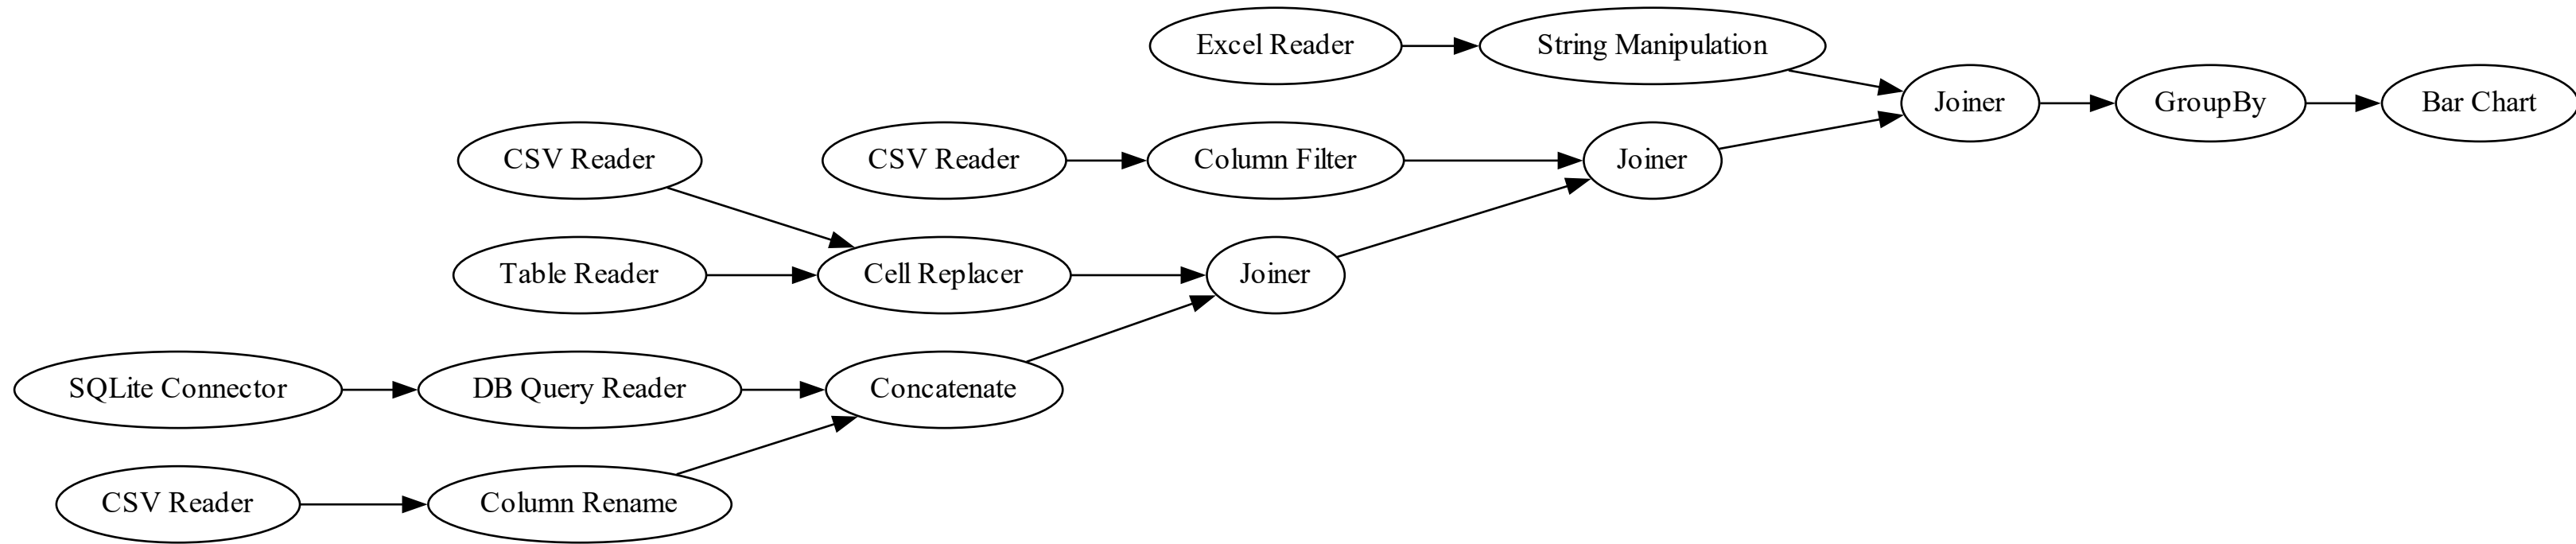 Excel Reader
String Manipulation
Joiner
GroupBy
Bar Chart
CSV Reader
CSV Reader
Column Filter
Joiner
Table Reader
Cell Replacer
Joiner
SQLite Connector
DB Query Reader
Concatenate
CSV Reader
Column Rename